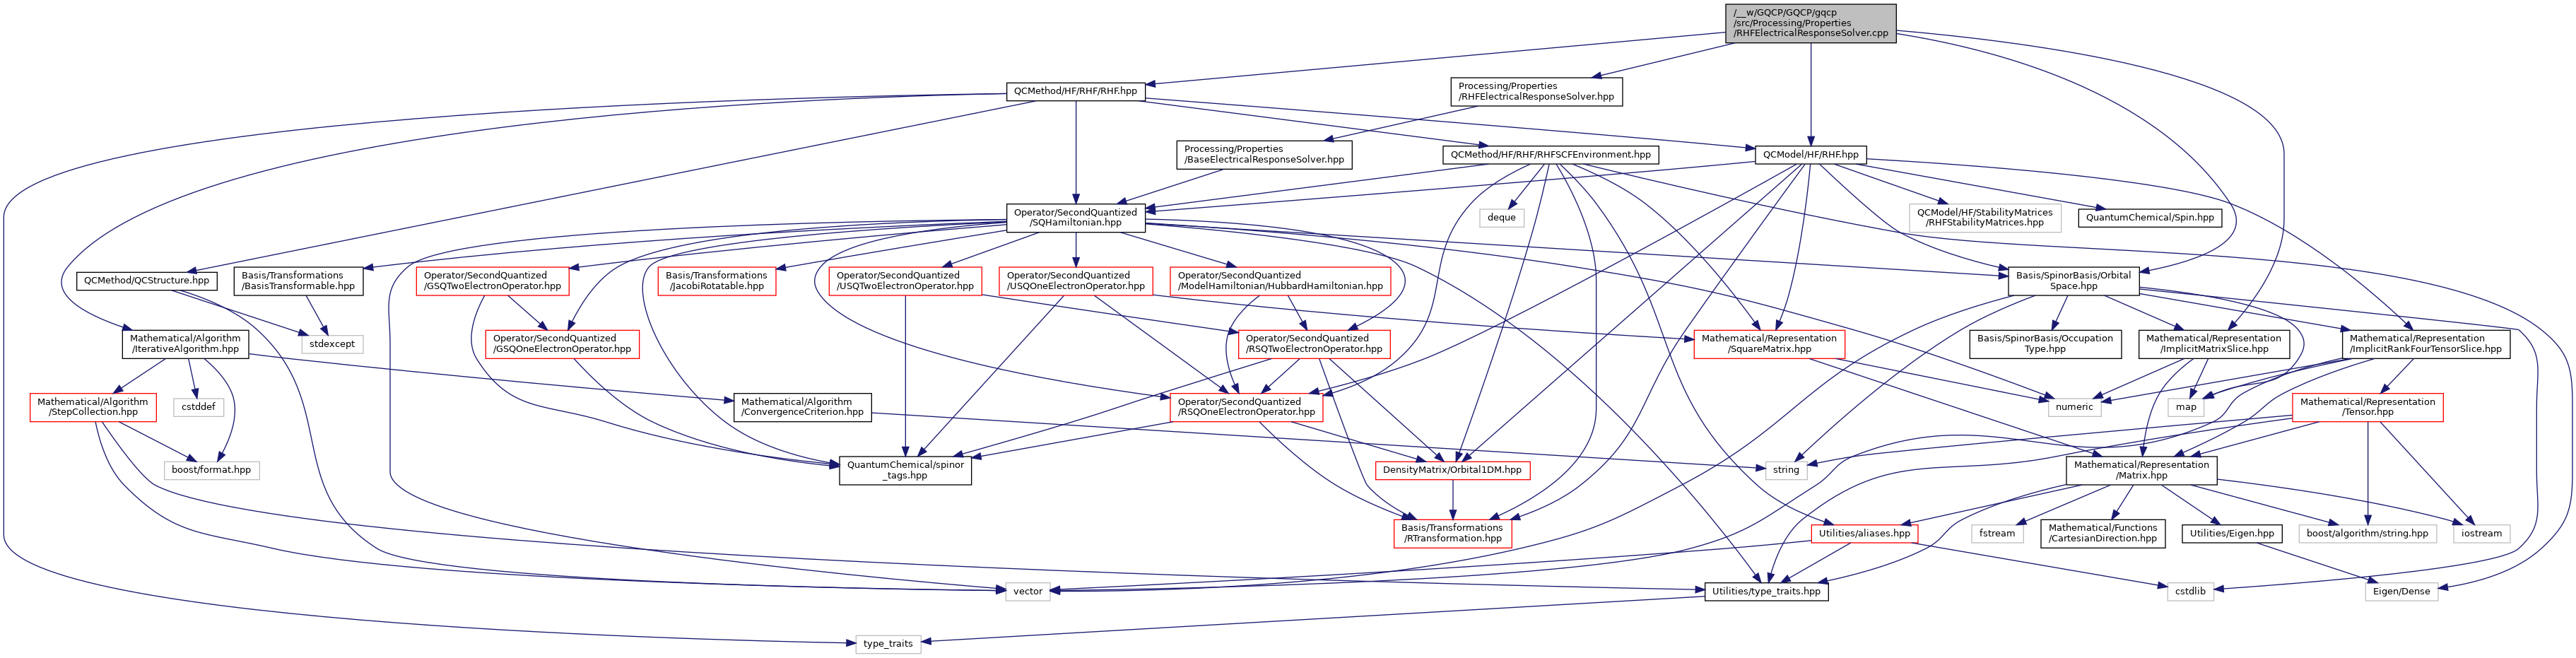 /__w/GQCP/GQCP/gqcp
/src/Processing/Properties
/RHFElectricalResponseSolver.cpp
QCMethod/HF/RHF/RHF.hpp
Processing/Properties
/RHFElectricalResponseSolver.hpp
Processing/Properties
/BaseElectricalResponseSolver.hpp
QCMethod/HF/RHF/RHFSCFEnvironment.hpp
QCModel/HF/RHF.hpp
Operator/SecondQuantized
/SQHamiltonian.hpp
deque
QCModel/HF/StabilityMatrices
/RHFStabilityMatrices.hpp
QuantumChemical/Spin.hpp
QCMethod/QCStructure.hpp
Basis/Transformations
/BasisTransformable.hpp
Operator/SecondQuantized
/GSQTwoElectronOperator.hpp
Basis/Transformations
/JacobiRotatable.hpp
Operator/SecondQuantized
/USQTwoElectronOperator.hpp
Operator/SecondQuantized
/USQOneElectronOperator.hpp
Operator/SecondQuantized
/ModelHamiltonian/HubbardHamiltonian.hpp
Basis/SpinorBasis/Orbital
Space.hpp
Mathematical/Algorithm
/IterativeAlgorithm.hpp
stdexcept
Operator/SecondQuantized
/GSQOneElectronOperator.hpp
Operator/SecondQuantized
/RSQTwoElectronOperator.hpp
Mathematical/Representation
/SquareMatrix.hpp
Basis/SpinorBasis/Occupation
Type.hpp
Mathematical/Representation
/ImplicitMatrixSlice.hpp
Mathematical/Representation
/ImplicitRankFourTensorSlice.hpp
Mathematical/Algorithm
/StepCollection.hpp
cstddef
Mathematical/Algorithm
/ConvergenceCriterion.hpp
Operator/SecondQuantized
/RSQOneElectronOperator.hpp
numeric
map
Mathematical/Representation
/Tensor.hpp
boost/format.hpp
QuantumChemical/spinor
_tags.hpp
DensityMatrix/Orbital1DM.hpp
string
Mathematical/Representation
/Matrix.hpp
Basis/Transformations
/RTransformation.hpp
Utilities/aliases.hpp
fstream
Mathematical/Functions
/CartesianDirection.hpp
Utilities/Eigen.hpp
boost/algorithm/string.hpp
iostream
vector
Utilities/type_traits.hpp
cstdlib
Eigen/Dense
type_traits